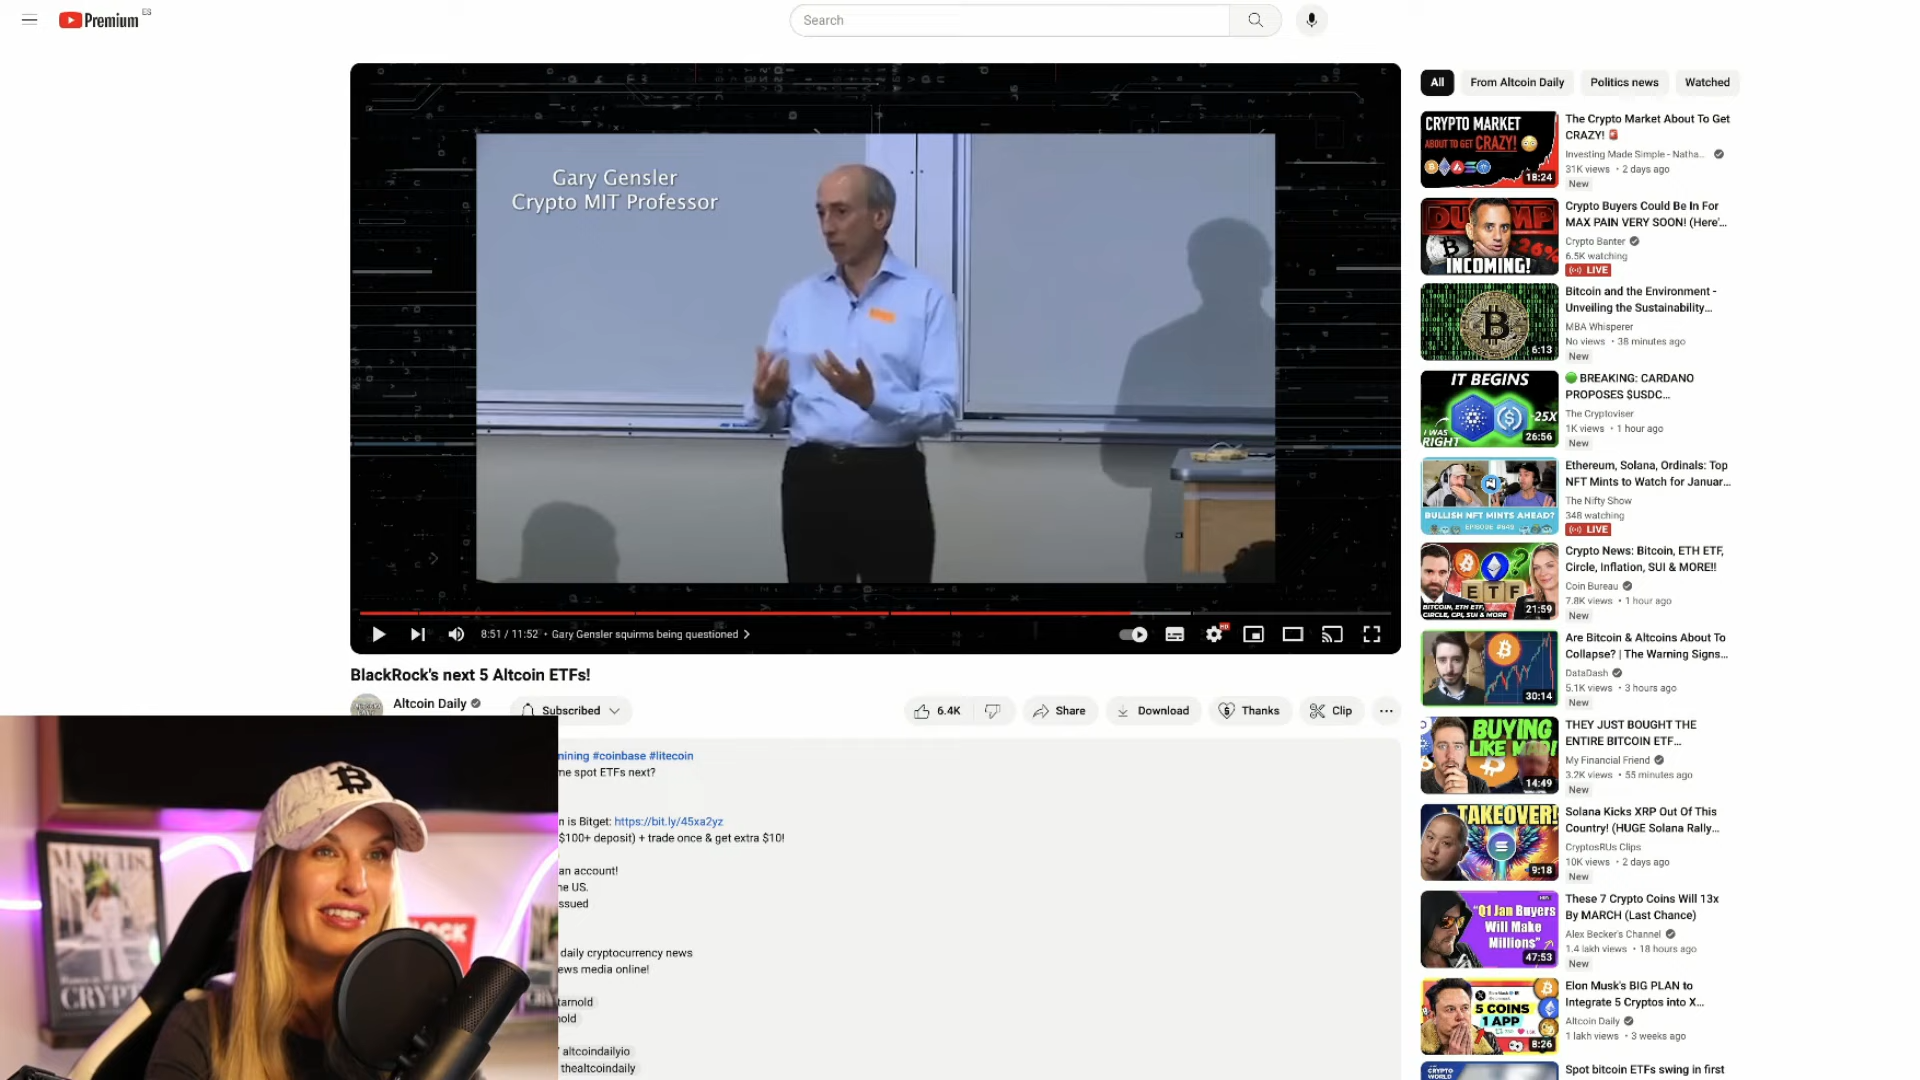 Premium ES
Search
Gary Gensler
Crypto MIT Professor
8:51 / 11:52 • Gary Gensler squirms being questioned
BlackRock's next 5 Altcoin ETFs!
Altcoin Daily
Subscribed
6.4K
Share
Download
Thanks
Clip
...
nining #coinbase #litecoin
me spot ETFs next?
n is Bitget: https://bit.ly/45xa2yz
$100+ deposit) + trade once & get extra $10!
an account!
he US.
ssued
daily cryptocurrency news
ews media online!
tarnold
nold
altcoindailyio
thealtcoindaily
All
From Altcoin Daily
Politics news
Watched
CRYPTO MARKET
ABOUT TO GET CRAZY!
18:24
The Crypto Market About To Get
CRAZY! 🚨
Investing Made Simple - Natha...
31K views • 2 days ago
New
INCOMING!
Crypto Buyers Could Be In For
MAX PAIN VERY SOON! (Here'...
Crypto Banter
6.5K watching
LIVE
6:13
Bitcoin and the Environment -
Unveiling the Sustainability...
MBA Whisperer
No views • 38 minutes ago
New
IT BEGINS
25X
I WAS
RIGHT
26:56
🟢 BREAKING: CARDANO
PROPOSES $USDC...
The Cryptoviser
1K views • 1 hour ago
New
BULLISH NFT MINTS AHEAD?
Ethereum, Solana, Ordinals: Top
NFT Mints to Watch for Januar...
The Nifty Show
348 watching
LIVE
ETF
BITCOIN, ETH ETF,
CIRCLE, CPI, SUI & MORE
21:59
Crypto News: Bitcoin, ETH ETF,
Circle, Inflation, SUI & MORE!!
Coin Bureau
7.8K views • 1 hour ago
New
30:14
Are Bitcoin & Altcoins About To
Collapse? | The Warning Signs...
DataDash
5.1K views • 3 hours ago
New
BUYING
LIKE MAD!
14:49
THEY JUST BOUGHT THE
ENTIRE BITCOIN ETF...
My Financial Friend
3.2K views • 55 minutes ago
New
TAKEOVER!
9:18
Solana Kicks XRP Out Of This
Country! (HUGE Solana Rally...
CryptosRUs Clips
10K views • 2 days ago
New
"Q1 Jan Buyers
Will Make
Millions"
47:53
These 7 Crypto Coins Will 13x
By MARCH (Last Chance)
Alex Becker's Channel
1.4 lakh views • 18 hours ago
New
5 COINS
1 APP
8:26
Elon Musk's BIG PLAN to
Integrate 5 Cryptos into X...
Altcoin Daily
1 lakh views • 3 weeks ago
Spot bitcoin ETFs swing in first